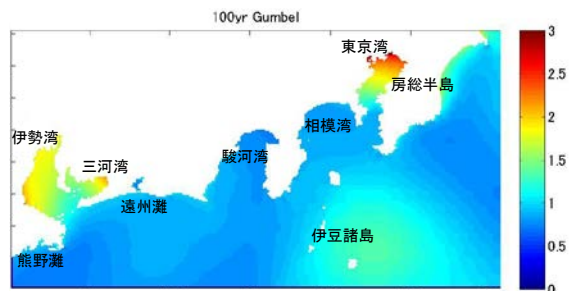 100yr Gumbel
東京湾
房総半島
伊勢湾
相模湾
三河湾
駿河湾
遠州灘
伊豆諸島
熊野灘
3
2.5
2
1.5
1
0.5
0